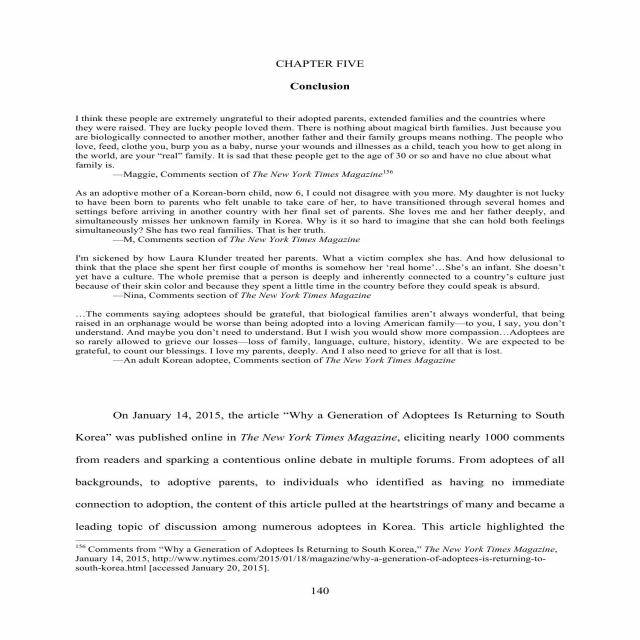 CHAPTER FIVE
Conclusion
I think these people are extremely ungrateful to their adopted parents, extended families and the countries where
they were raised. They are lucky people loved them. There is nothing about magical birth families. Just because you
are biologically connected to another mother, another father and their family groups means nothing. The people who
love, feed, clothe you, burp you as a baby, nurse your wounds and illnesses as a child, teach you how to get along in
the world, are your “real” family. It is sad that these people get to the age of 30 or so and have no clue about what
family is.
—Maggie, Comments section of The New York Times Magazine156
As an adoptive mother of a Korean-born child, now 6, I could not disagree with you more. My daughter is not lucky
to have been born to parents who felt unable to take care of her, to have transitioned through several homes and
settings before arriving in another country with her final set of parents. She loves me and her father deeply, and
simultaneously misses her unknown family in Korea. Why is it so hard to imagine that she can hold both feelings
simultaneously? She has two real families. That is her truth.
—M, Comments section of The New York Times Magazine
I'm sickened by how Laura Klunder treated her parents. What a victim complex she has. And how delusional to
think that the place she spent her first couple of months is somehow her ‘real home’…She’s an infant. She doesn’t
yet have a culture. The whole premise that a person is deeply and inherently connected to a country’s culture just
because of their skin color and because they spent a little time in the country before they could speak is absurd.
—Nina, Comments section of The New York Times Magazine
…The comments saying adoptees should be grateful, that biological families aren’t always wonderful, that being
raised in an orphanage would be worse than being adopted into a loving American family—to you, I say, you don’t
understand. And maybe you don’t need to understand. But I wish you would show more compassion…Adoptees are
so rarely allowed to grieve our losses—loss of family, language, culture, history, identity. We are expected to be
grateful, to count our blessings. I love my parents, deeply. And I also need to grieve for all that is lost.
—An adult Korean adoptee, Comments Section of The New York Times Magazine
On January 14, 2015, the article “Why a Generation of Adoptees Is Returning to South
Korea” was published online in The New York Times Magazine, eliciting nearly 1000 comments
from readers and sparking a contentious online debate in multiple forums. From adoptees of all
backgrounds, to adoptive parents, to individuals who identified as having no immediate
connection to adoption, the content of this article pulled at the heartstrings of many and became a
leading topic of discussion among numerous adoptees in Korea. This article highlighted the
156 Comments from “Why a Generation of Adoptees Is Returning to South Korea,” The New York Times Magazine,
January 14, 2015, http://www.nytimes.com/2015/01/18/magazine/why-a-generation-of-adoptees-is-returning-to-
south-korea.html [accessed January 20, 2015].
140